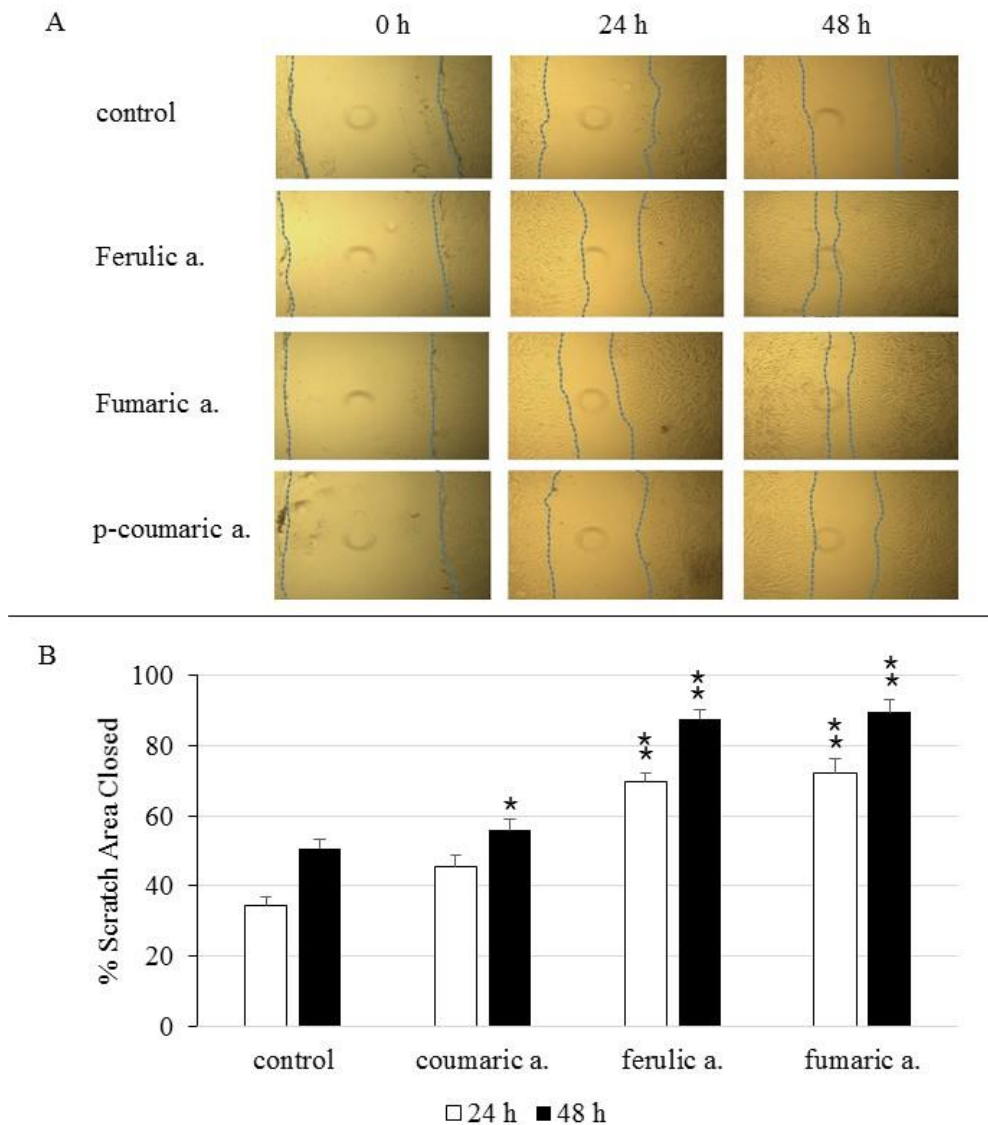 A
0 h 24 h 48 h
control
Ferulic a.
Fumaric a.
p-coumaric a.
B
% Scratch Area Closed
100
80
60
40
20
0
*
**
**
**
**
control coumaric a. ferulic a. fumaric a.
24 h 48 h